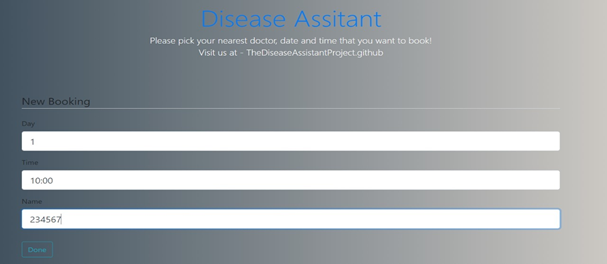 Disease Assitant
Please pick your nearest doctor, date and time that you want to book!
Visit us at - TheDiseaseAssistantProject.github
New Booking
Day
1
Time
10:00
Name
234567
Done